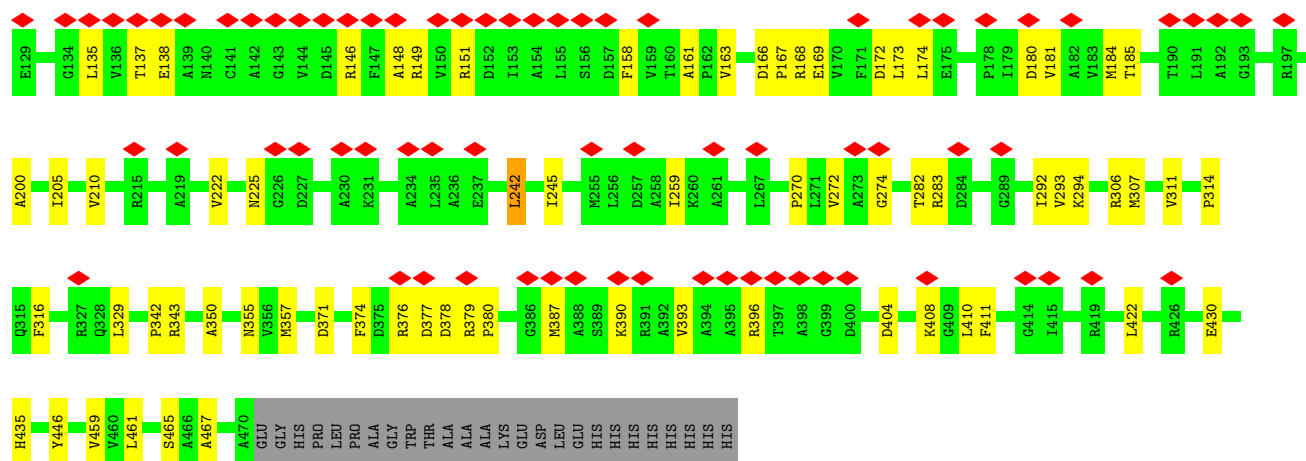 E129 G134 L135 V136 T137 E138 A139 N140 C141 A142 G143 V144 D145 R146 F147 A148 R149 V150 R151 D152 I153 A154 L155 S156 D157 F158 V159 T160 A161 P162 V163 D166 P167 R168 E169 V170 F171 D172 L173 L174 E175 P178 I179 D180 V181 A182 V183 M184 T185 T190 L191 A192 G193 R197
A200 I205 V210 R215 A219 V222 N225 G226 D227 A230 K231 A234 L235 A236 E237 L242 I245 M255 L256 D257 A258 I259 K260 A261 L267 P270 L271 V272 A273 G274 T282 R283 D284 G289 I292 V293 K294 R306 M307 V311 P314
Q315 F316 R327 Q328 L329 P342 R343 A350 N355 V356 M357 D371 F374 D375 R376 D377 D378 R379 P380 G386 M387 A388 S389 K390 R391 A392 V393 A394 A395 R396 T397 A398 G399 D400 D404 K408 G409 L410 F411 G414 I415 R419 L422 R426 E430
H435 Y446 V459 V460 L461 S465 A466 A467 A470 GLU GLY HIS PRO LEU PRO ALA GLY TRP THR ALA ALA ALA LYS GLU ASP LEU GLU HIS HIS HIS HIS HIS HIS HIS HIS